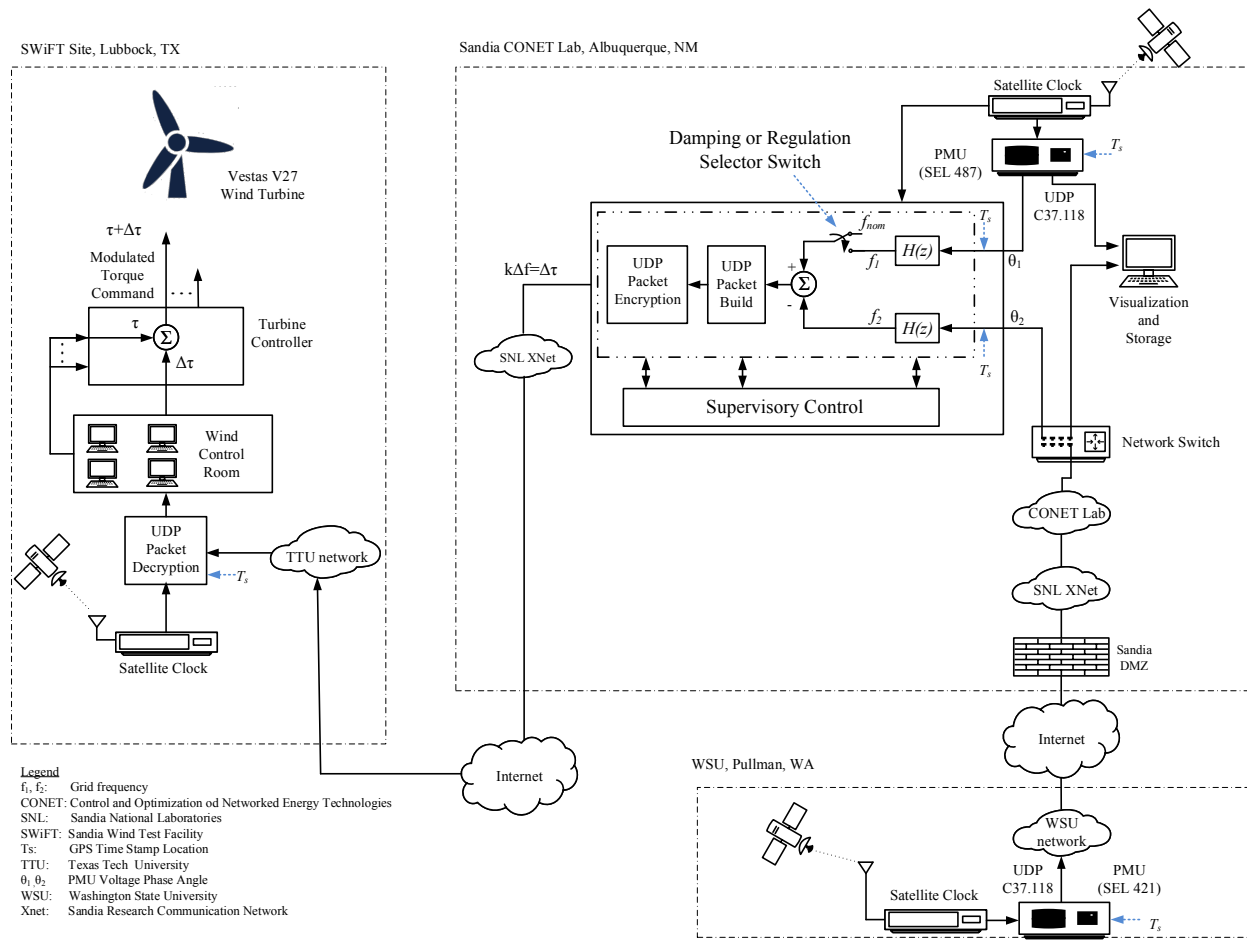 SWiFT Site, Lubbock, TX
Vestas V27
Wind Turbine
τ+Δτ
Modulated
Torque
Command
...
τ
Σ
Δτ
Turbine
Controller
Wind
Control
Room
UDP
Packet
Decryption
Ts
TTU network
Satellite Clock
Sandia CONET Lab, Albuquerque, NM
Satellite Clock
Damping or Regulation
Selector Switch
PMU
(SEL 487)
Ts
UDP
C37.118
Ts
fnom
f1
H(z)
θ1
UDP
Packet
Encryption
UDP
Packet
Build
+
Σ
-
f2
H(z)
θ2
Ts
kΔf=Δτ
SNL XNet
Supervisory Control
Visualization
and
Storage
Network Switch
CONET Lab
SNL XNet
Sandia
DMZ
Internet
Internet
WSU, Pullman, WA
WSU
network
UDP
C37.118
PMU
(SEL 421)
Satellite Clock
Ts
Legend
f1, f2: Grid frequency
CONET: Control and Optimization od Networked Energy Technologies
SNL: Sandia National Laboratories
SWiFT: Sandia Wind Test Facility
Ts: GPS Time Stamp Location
TTU: Texas Tech University
θ1,θ2 PMU Voltage Phase Angle
WSU: Washington State University
Xnet: Sandia Research Communication Network